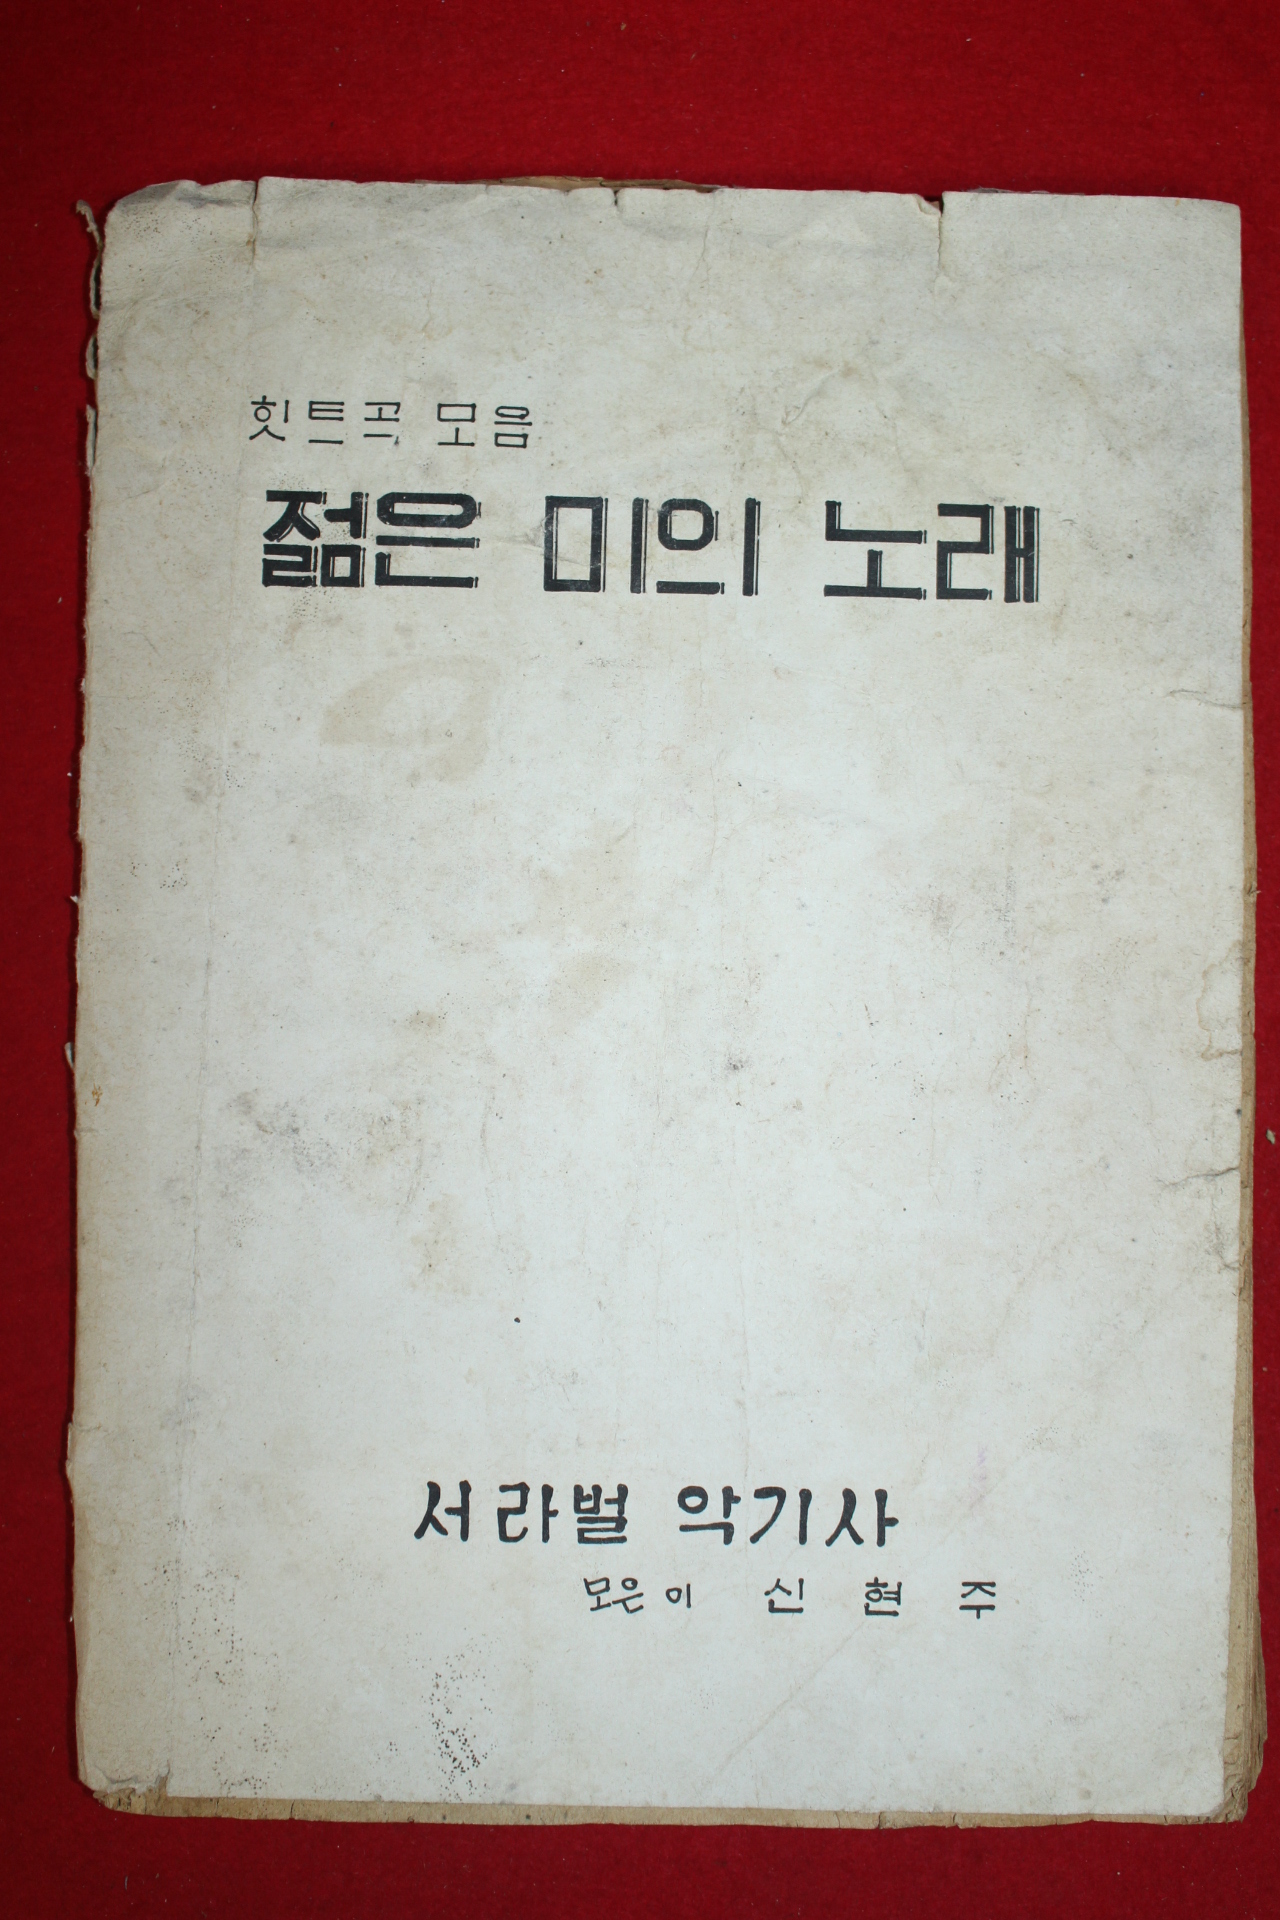 힛트곡 모음
젊은 미의 노래
서라벌 악기사
모은이 신현주